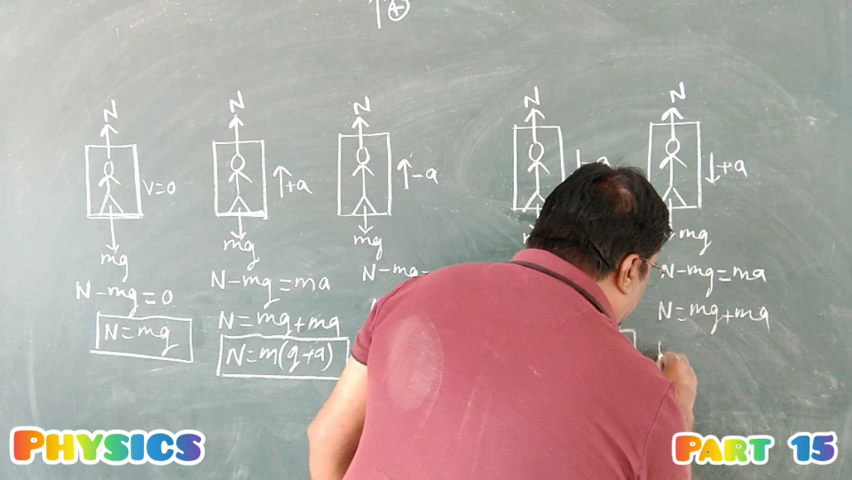 ↑⊕
N
V=0
mg
N-mg=0
N=mg
N
↑+a
mg
N-mg=ma
N=mg+ma
N=m(g+a)
N
↑-a
mg
N-mg=
N
N
↓+a
mg
N-mg=ma
N=mg+ma
PHYSICS
PART 15